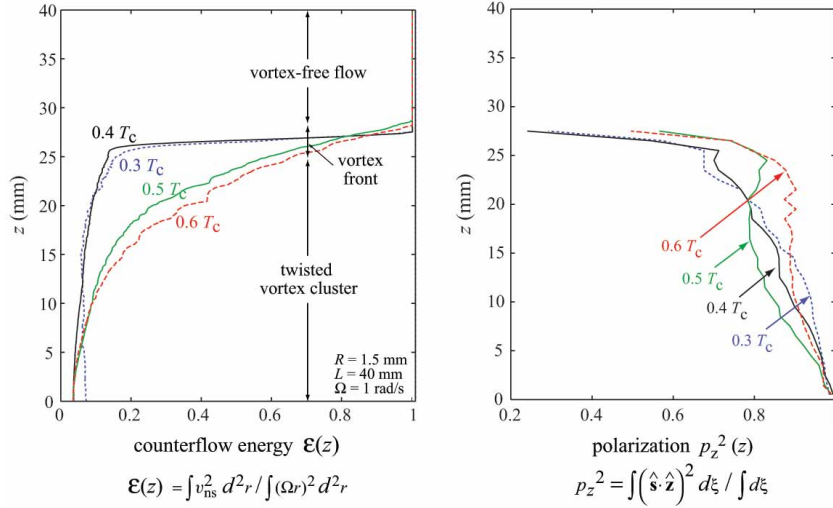 40
35
30
25
20
15
10
5
0
z (mm)
vortex-free flow
0.4 Tc
0.3 Tc
0.5 Tc
0.6 Tc
vortex
front
twisted
vortex cluster
R = 1.5 mm
L = 40 mm
Ω = 1 rad/s
0 0.2 0.4 0.6 0.8 1
counterflow energy ℇ(z)
ℇ(z) = ∫ v²ns d²r / ∫(Ωr)² d²r
40
35
30
25
20
15
10
5
0
z (mm)
0.6 Tc
0.5 Tc
0.4 Tc
0.3 Tc
0.2 0.4 0.6 0.8 1
polarization pz² (z)
pz² = ∫(ŝ·ẑ)² dξ / ∫ dξ